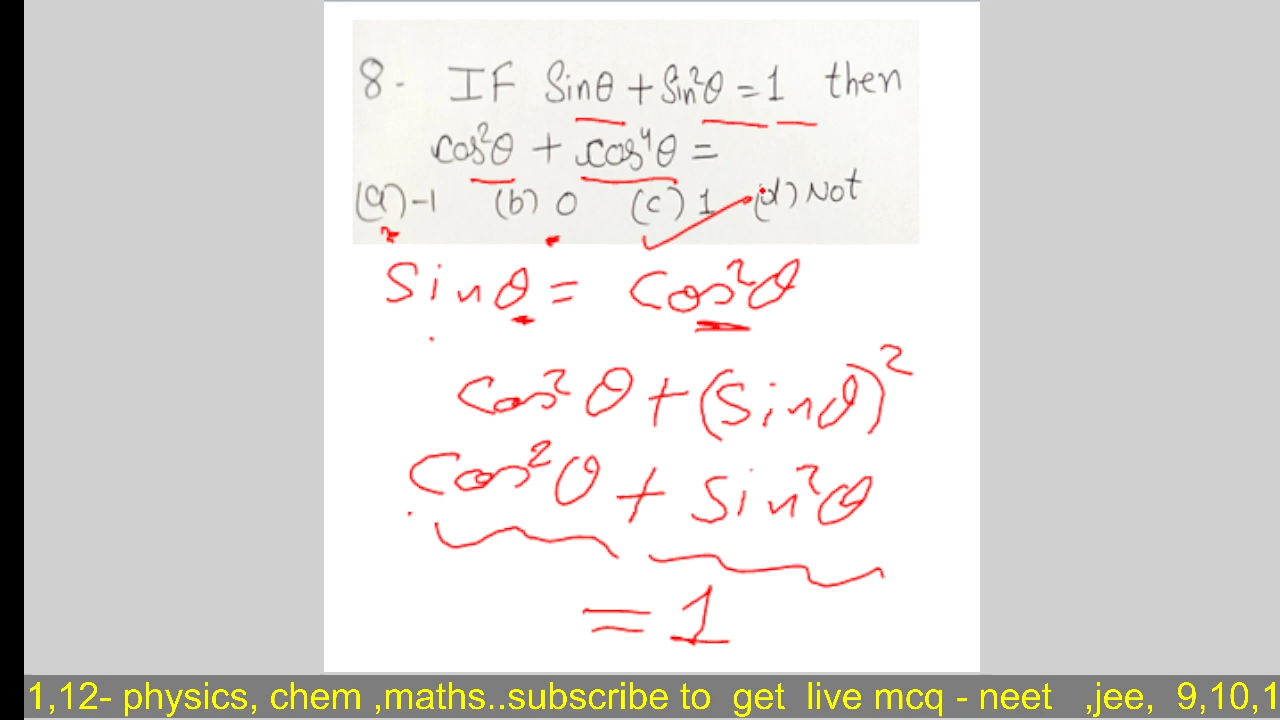 8. IF Sinθ + Sin²θ = 1 then
cos²θ + cos⁴θ =
(a) -1 (b) 0 (c) 1 (d) Not
Sinθ = Cos²θ
Cos²θ + (Sinθ)²
Cos²θ + Sin²θ
= 1
1,12- physics, chem ,maths..subscribe to get live mcq - neet ,jee, 9,10,1